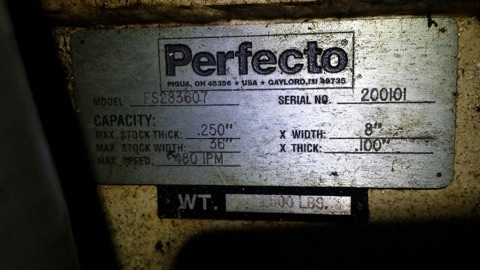 Perfecto®
PIQUA, OH 45356 ★ USA ★ GAYLORD, MI 49735
MODEL FS283607 SERIAL NO. 200101
CAPACITY:
MAX. STOCK THICK: .250" X WIDTH: 8"
MAX. STOCK WIDTH: 36" X THICK: .100"
MAX. SPEED: 480 IPM
WT. LBS.